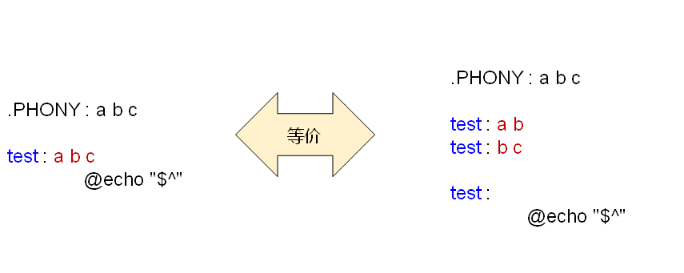 .PHONY : a b c
test : a b c
@echo "$^"
等价
.PHONY : a b c
test : a b
test : b c
test :
@echo "$^"